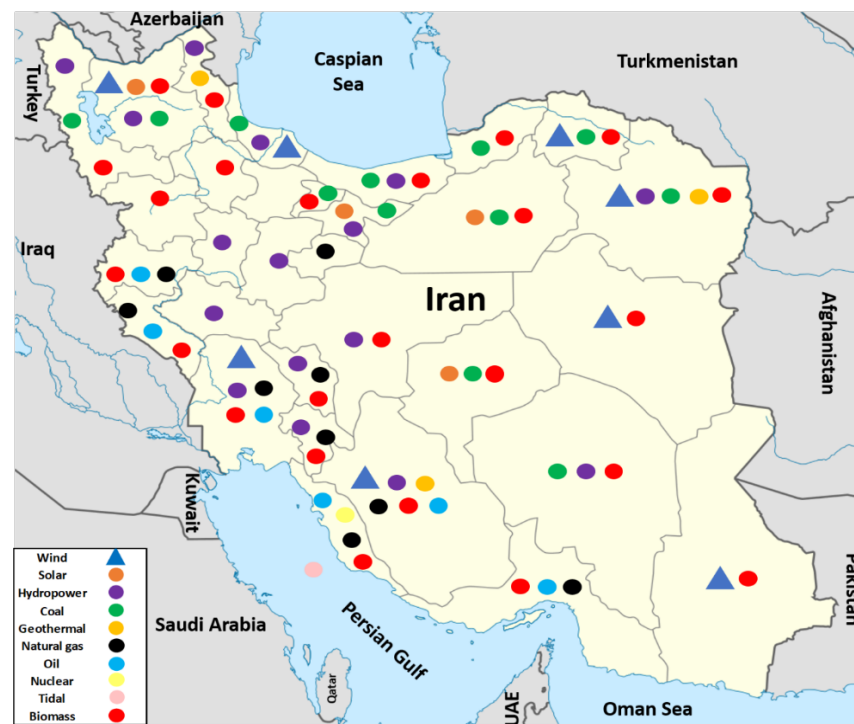 Azerbaijan
Turkey
Caspian
Sea
Turkmenistan
Iraq
Iran
Afghanistan
Kuwait
Pakistan
Saudi Arabia
Persian Gulf
Qatar
UAE
Oman Sea
Wind
Solar
Hydropower
Coal
Geothermal
Natural gas
Oil
Nuclear
Tidal
Biomass